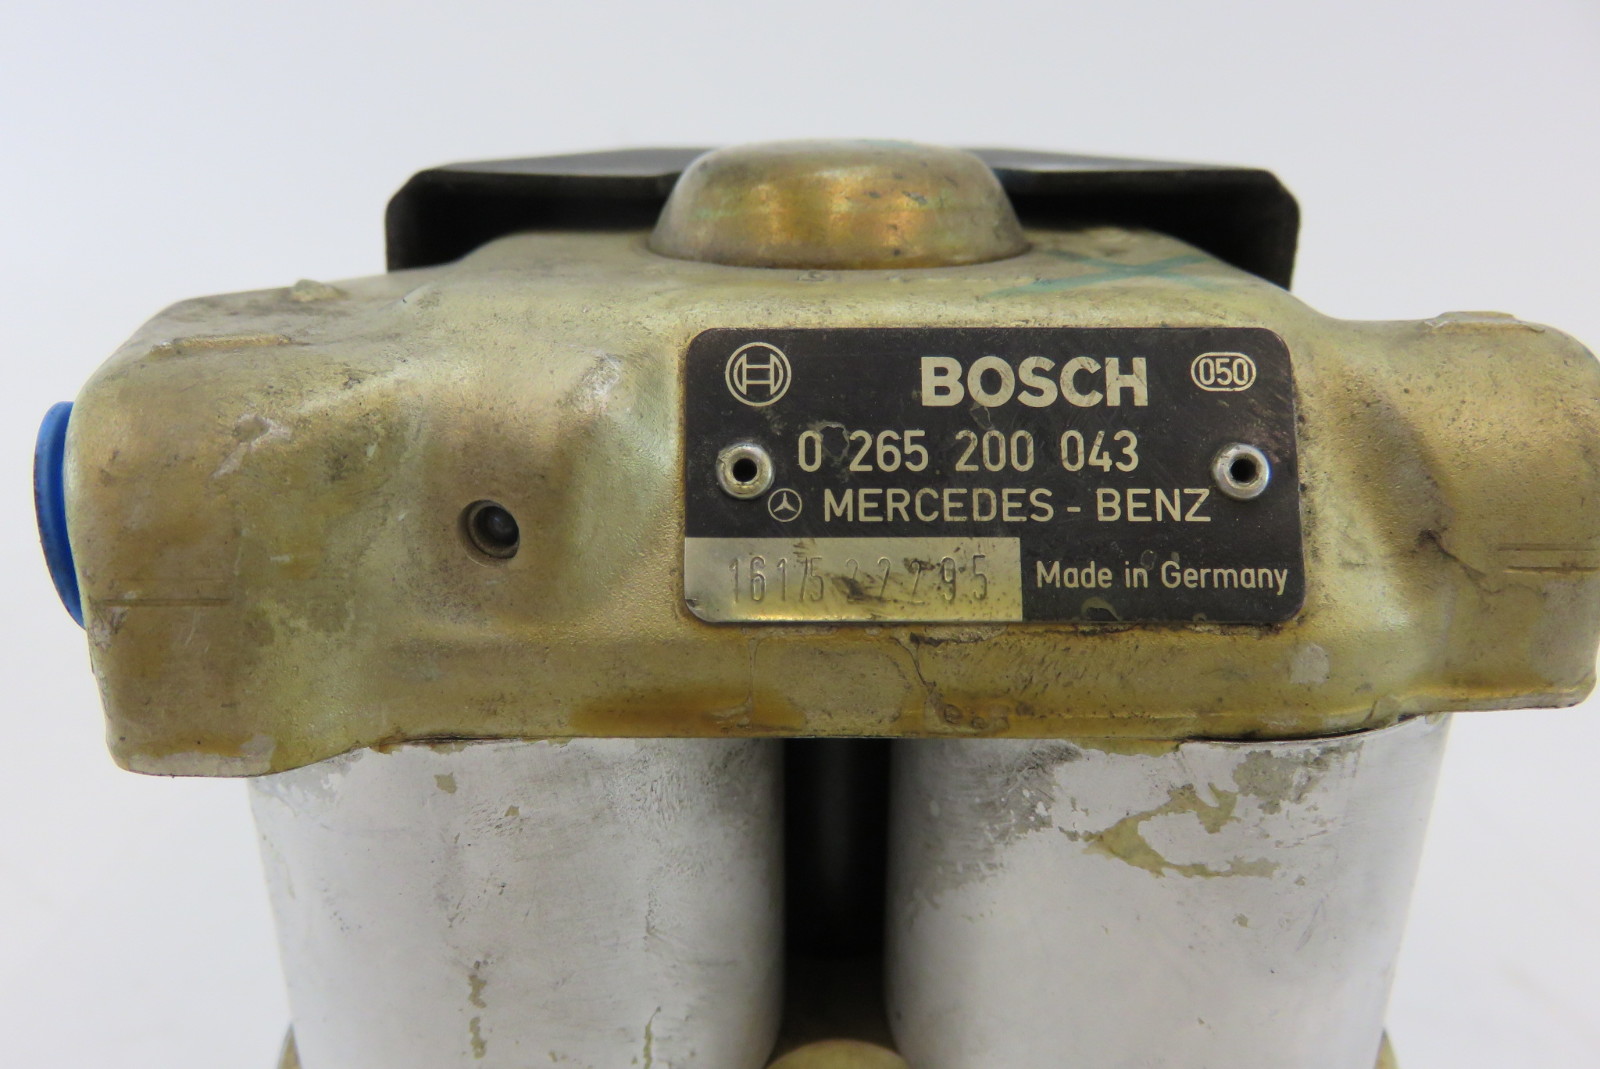 BOSCH 050
0 265 200 043
MERCEDES - BENZ
1617522295 Made in Germany